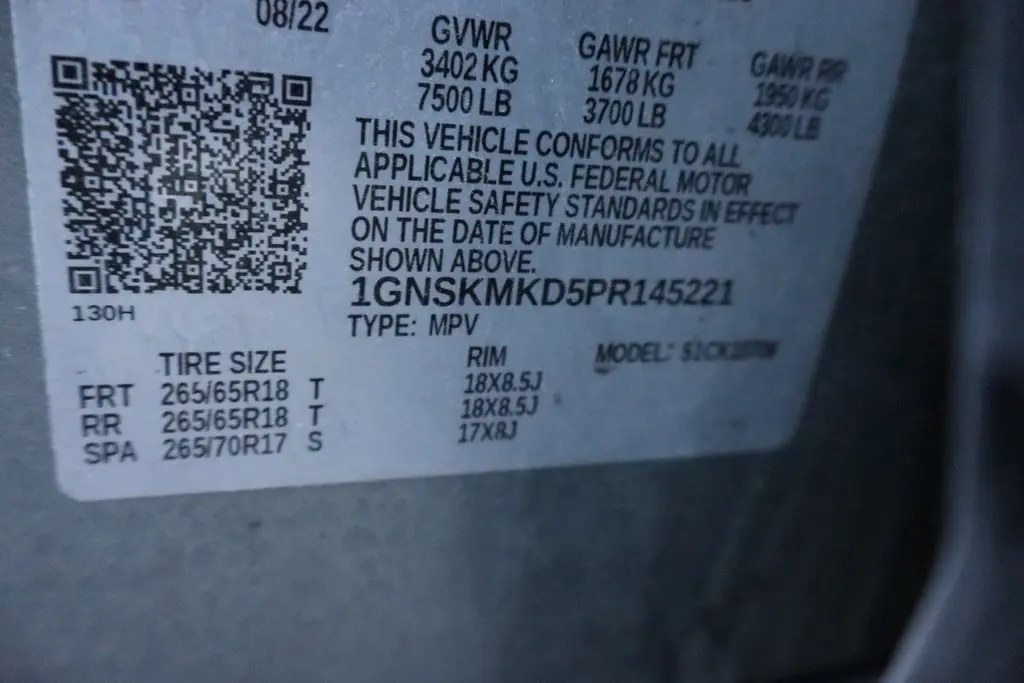 08/22
GVWR GAWR FRT GAWR RR
3402 KG 1678 KG 1950 KG
7500 LB 3700 LB 4300 LB
THIS VEHICLE CONFORMS TO ALL
APPLICABLE U.S. FEDERAL MOTOR
VEHICLE SAFETY STANDARDS IN EFFECT
ON THE DATE OF MANUFACTURE
SHOWN ABOVE.
1GNSKMKD5PR145221
130H
TYPE: MPV
TIRE SIZE RIM MODEL:
FRT 265/65R18 T 18X8.5J
RR 265/65R18 T 18X8.5J
SPA 265/70R17 S 17X8J